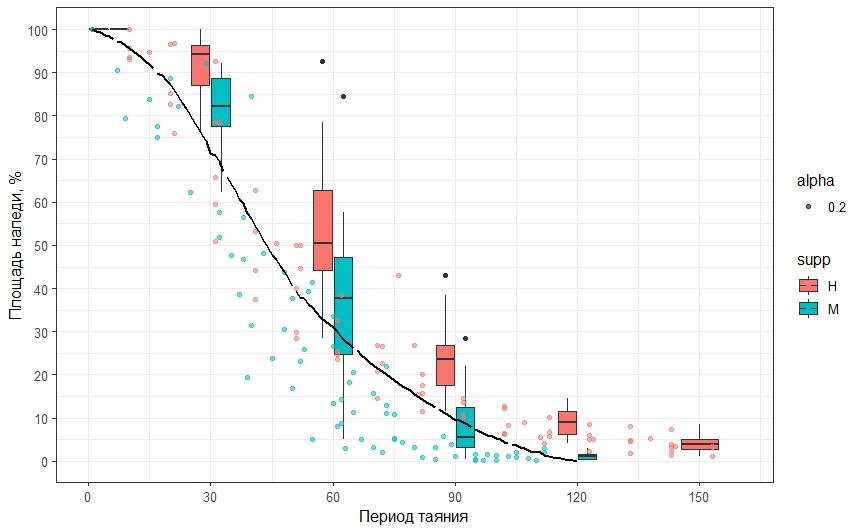 100
90
80
70
60
50
40
30
20
10
0
Площадь наледи, %
0 30 60 90 120 150
Период таяния
alpha
0.2
supp
H
M